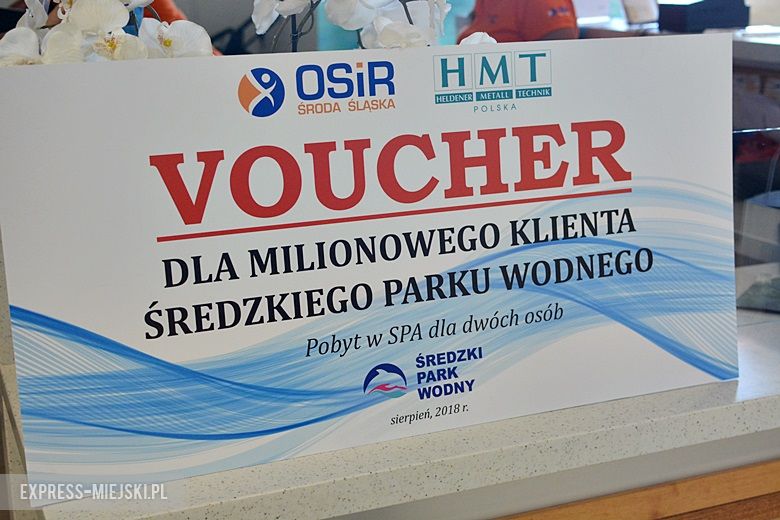 OSiR
ŚRODA ŚLĄSKA
HMT
HELDENER METALL TECHNIK
POLSKA
VOUCHER
DLA MILIONOWEGO KLIENTA
ŚREDZKIEGO PARKU WODNEGO
Pobyt w SPA dla dwóch osób
ŚREDZKI
PARK
WODNY
sierpień, 2018 r.
EXPRESS-MIEJSKI.PL